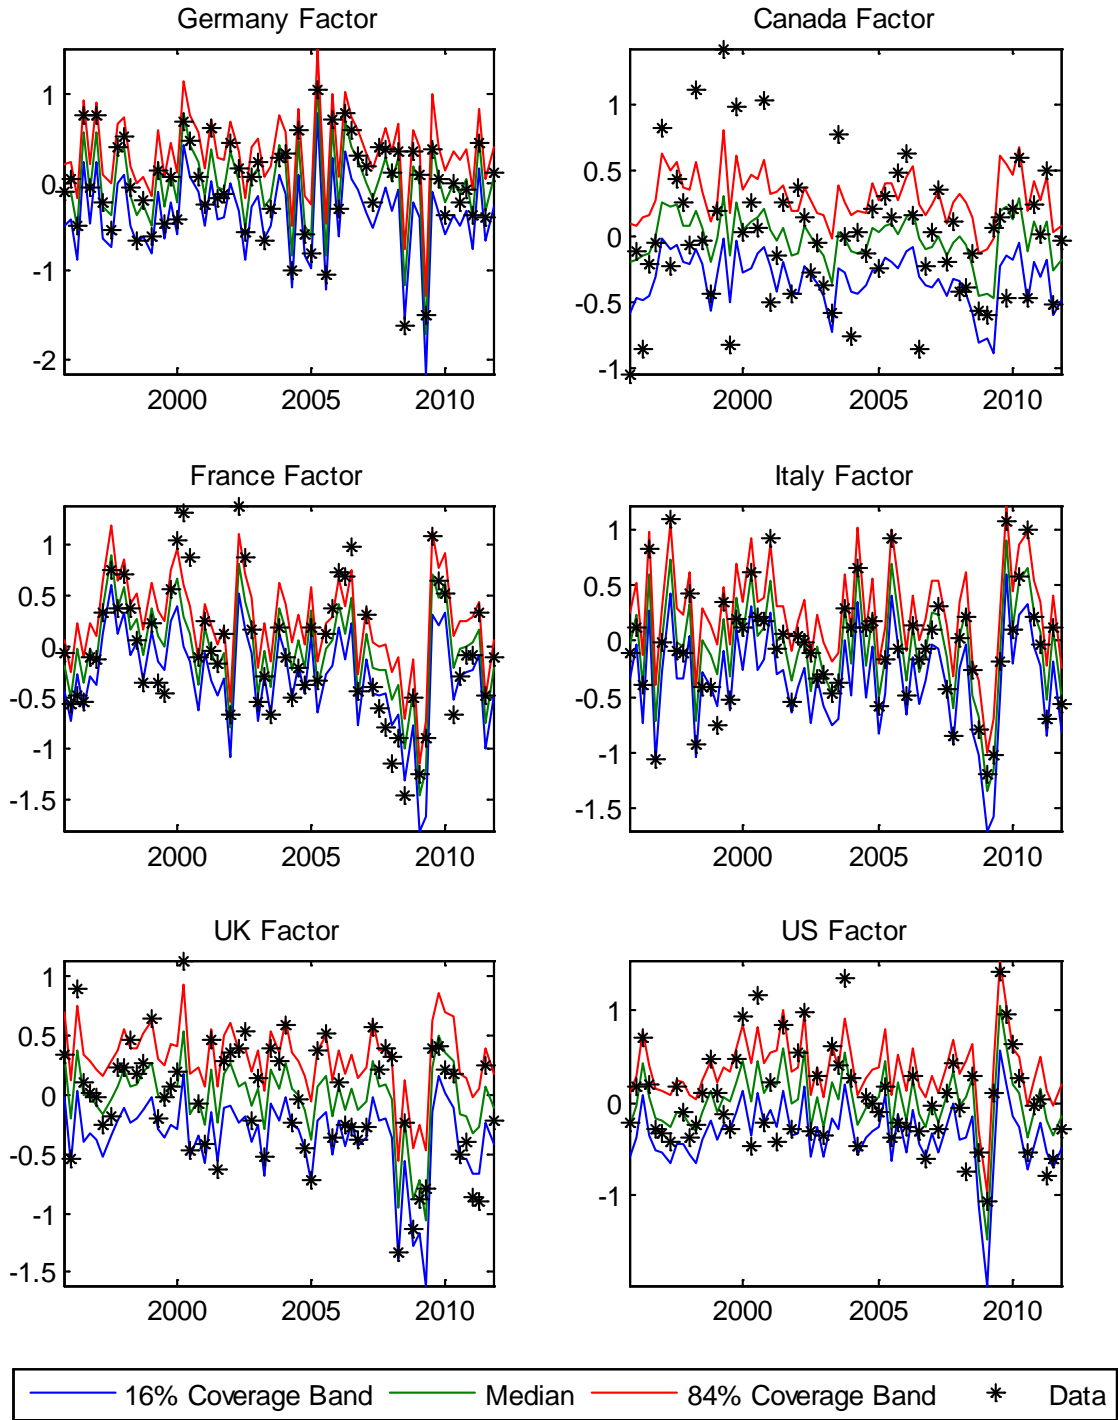 Germany Factor
1
0
-1
-2
2000 2005 2010
Canada Factor
1
0.5
0
-0.5
-1
2000 2005 2010
France Factor
1
0.5
0
-0.5
-1
-1.5
2000 2005 2010
Italy Factor
1
0.5
0
-0.5
-1
-1.5
2000 2005 2010
UK Factor
1
0.5
0
-0.5
-1
-1.5
2000 2005 2010
US Factor
1
0
-1
2000 2005 2010
16% Coverage Band Median 84% Coverage Band Data